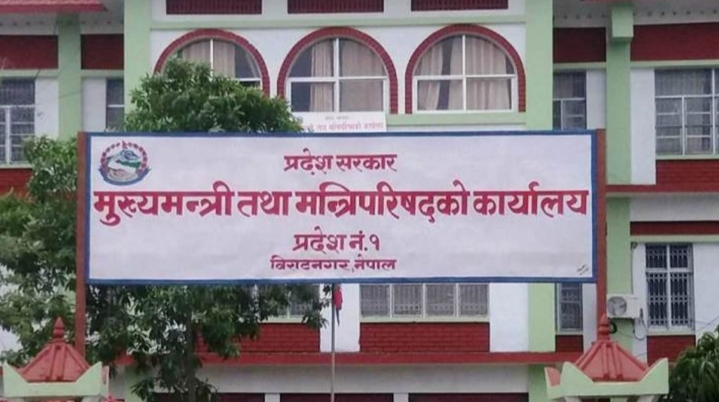 प्रदेश सरकार
मुख्यमन्त्री तथा मन्त्रिपरिषद्को कार्यालय
प्रदेश नं. १
विराटनगर, नेपाल